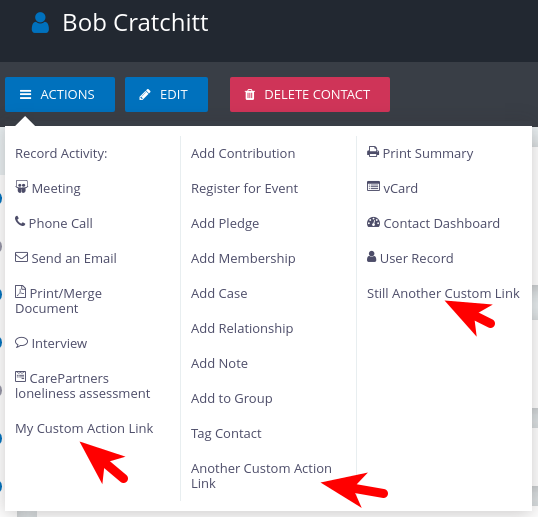 Bob Cratchitt
ACTIONS
EDIT
DELETE CONTACT
Record Activity:
Meeting
Phone Call
Send an Email
Print/Merge
Document
Interview
CarePartners
loneliness assessment
My Custom Action Link
Add Contribution
Register for Event
Add Pledge
Add Membership
Add Case
Add Relationship
Add Note
Add to Group
Tag Contact
Another Custom Action
Link
Print Summary
vCard
Contact Dashboard
User Record
Still Another Custom Link